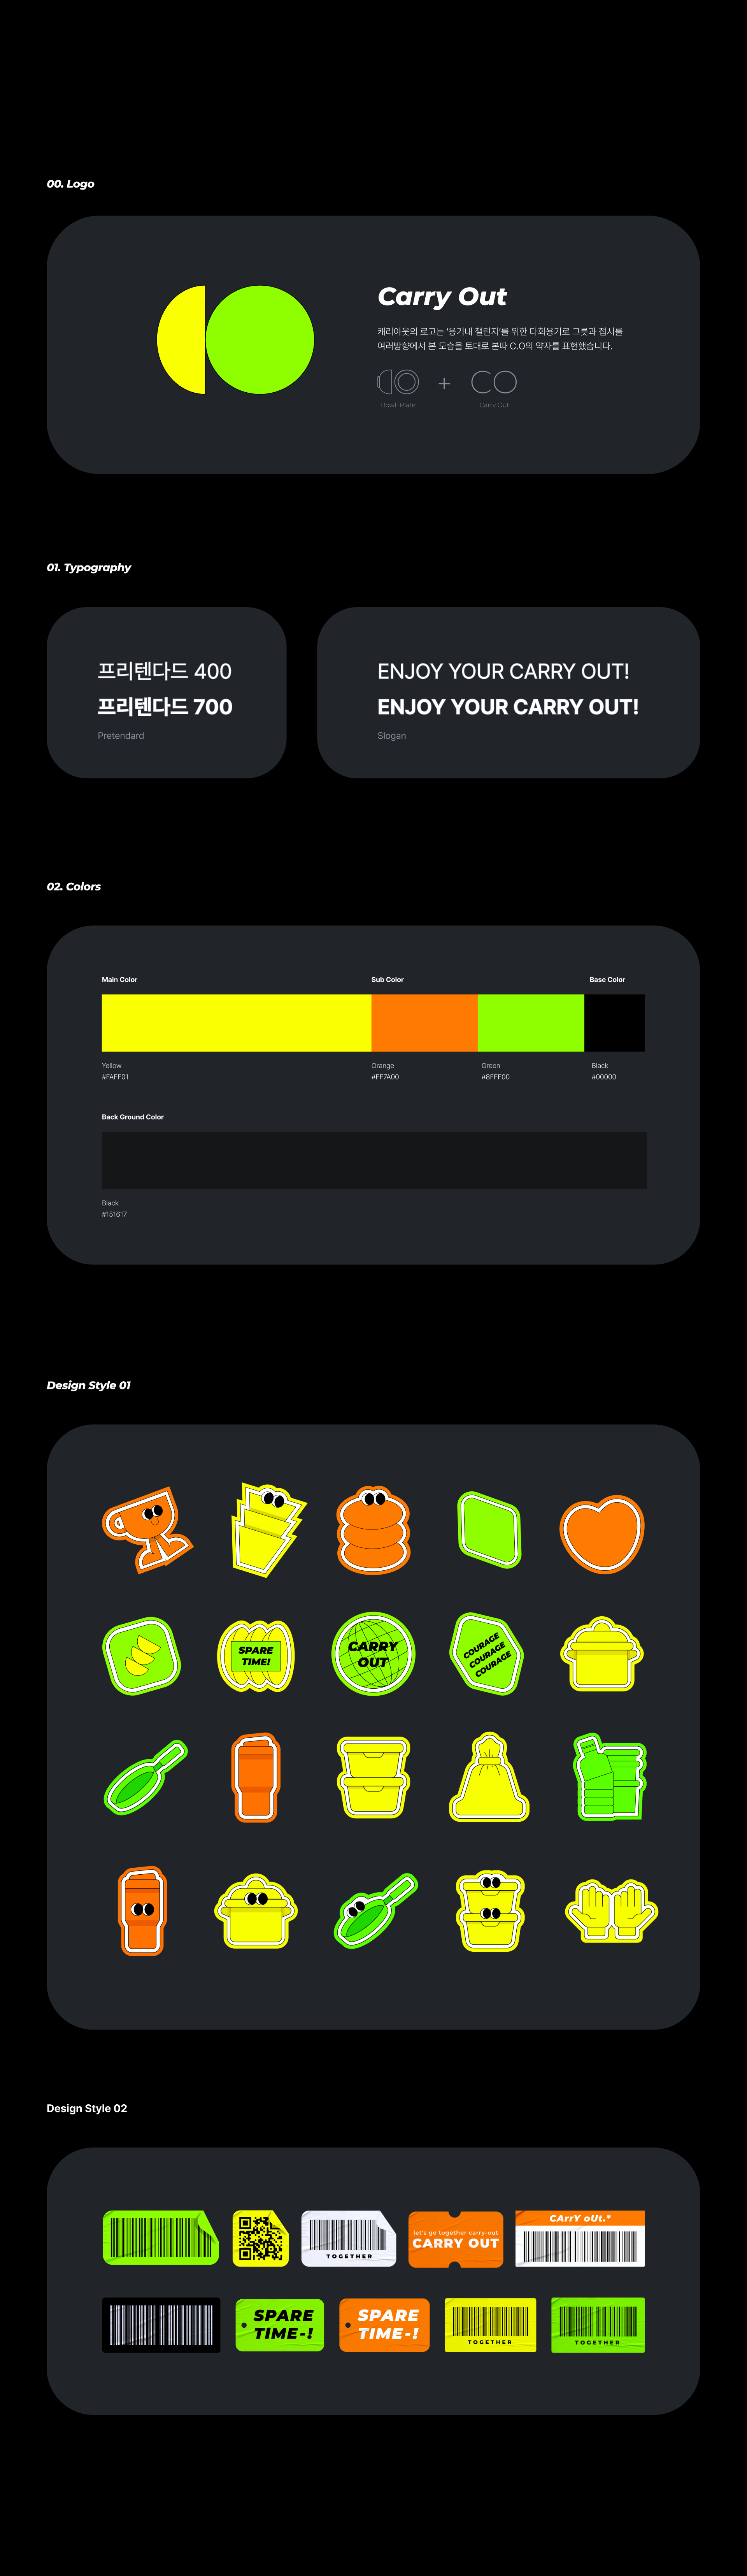 00. Logo
Carry Out
캐리아웃의 로고는 '용기내 챌린지'를 위한 다회용기로 그릇과 접시를
여러방향에서 본 모습을 토대로 본따 C.O의 약자를 표현했습니다.
+
Bowl+Plate
Carry Out
01. Typography
프리텐다드 400
프리텐다드 700
Pretendard
ENJOY YOUR CARRY OUT!
ENJOY YOUR CARRY OUT!
Slogan
02. Colors
Main Color
Sub Color
Base Color
Yellow
#FAFF01
Orange
#FF7A00
Green
#8FFF00
Black
#00000
Back Ground Color
Black
#151617
Design Style 01
SPARE
TIME!
CARRY
OUT
COURAGE
COURAGE
COURAGE
Design Style 02
TOGETHER
let's go together carry-out
CARRY OUT
CArrY oUt.*
SPARE
TIME-!
SPARE
TIME-!
TOGETHER
TOGETHER